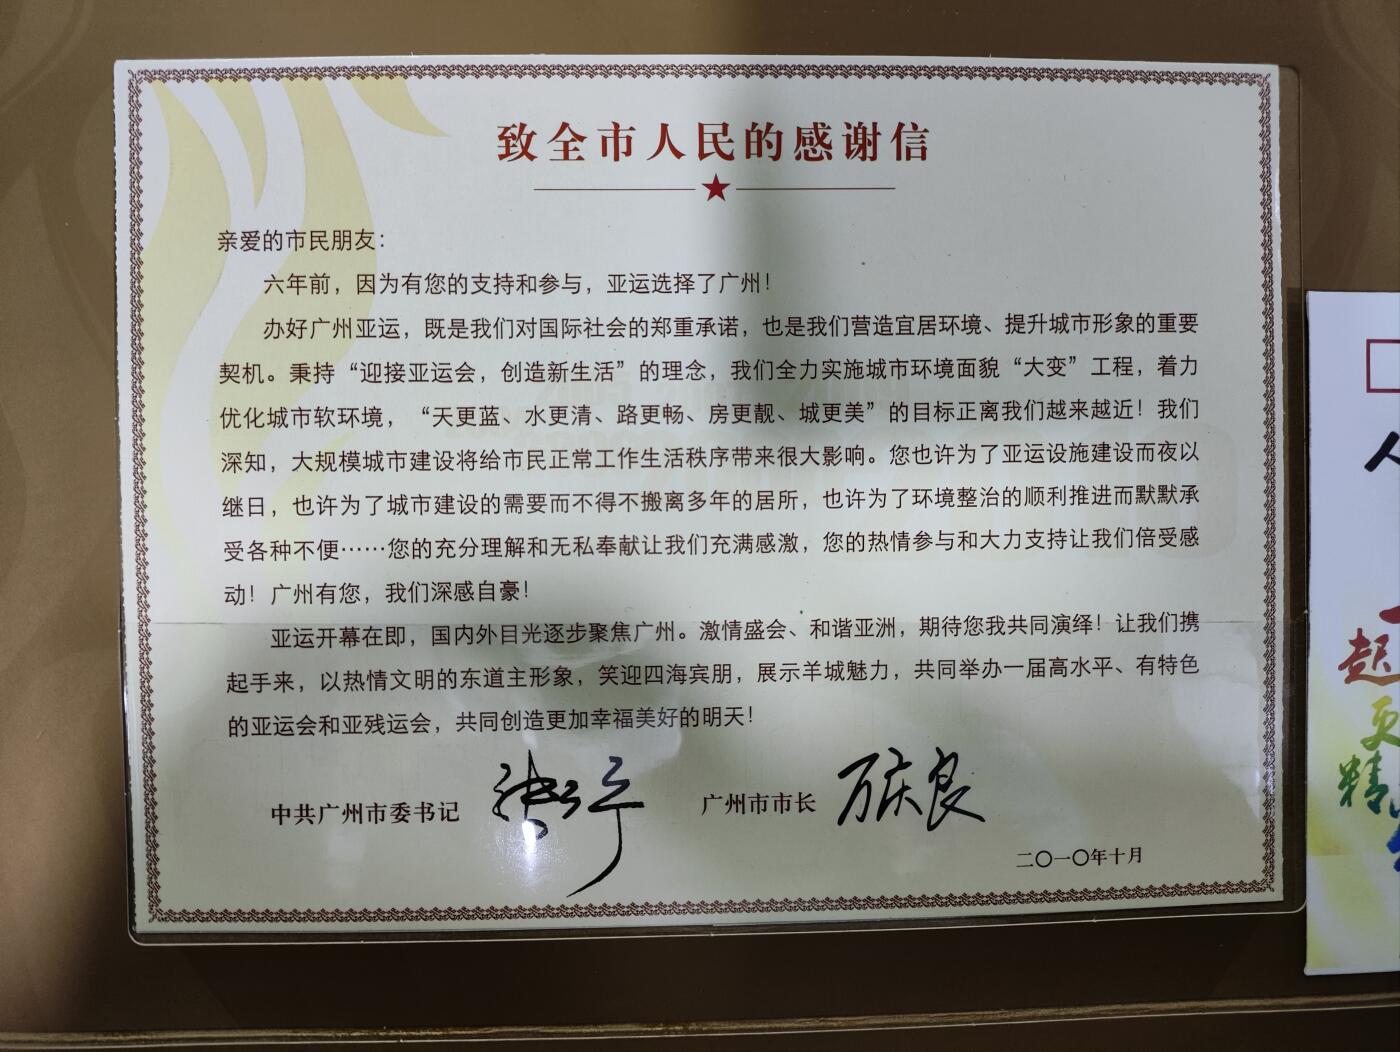 致全市人民的感谢信
亲爱的市民朋友：
六年前，因为有您的支持和参与，亚运选择了广州！
办好广州亚运，既是我们对国际社会的郑重承诺，也是我们营造宜居环境、提升城市形象的重要
契机。秉持“迎接亚运会，创造新生活”的理念，我们全力实施城市环境面貌“大变”工程，着力
优化城市软环境，“天更蓝、水更清、路更畅、房更靓、城更美”的目标正离我们越来越近！我们
深知，大规模城市建设将给市民正常工作生活秩序带来很大影响。您也许为了亚运设施建设而夜以
继日，也许为了城市建设的需要而不得不搬离多年的居所，也许为了环境整治的顺利推进而默默承
受各种不便……您的充分理解和无私奉献让我们充满感激，您的热情参与和大力支持让我们倍受感
动！广州有您，我们深感自豪！
亚运开幕在即，国内外目光逐步聚焦广州。激情盛会、和谐亚洲，期待您我共同演绎！让我们携
起手来，以热情文明的东道主形象，笑迎四海宾朋，展示羊城魅力，共同举办一届高水平、有特色
的亚运会和亚残运会，共同创造更加幸福美好的明天！
中共广州市委书记 广州市市长 万庆良
二〇一〇年十月
起
更
精